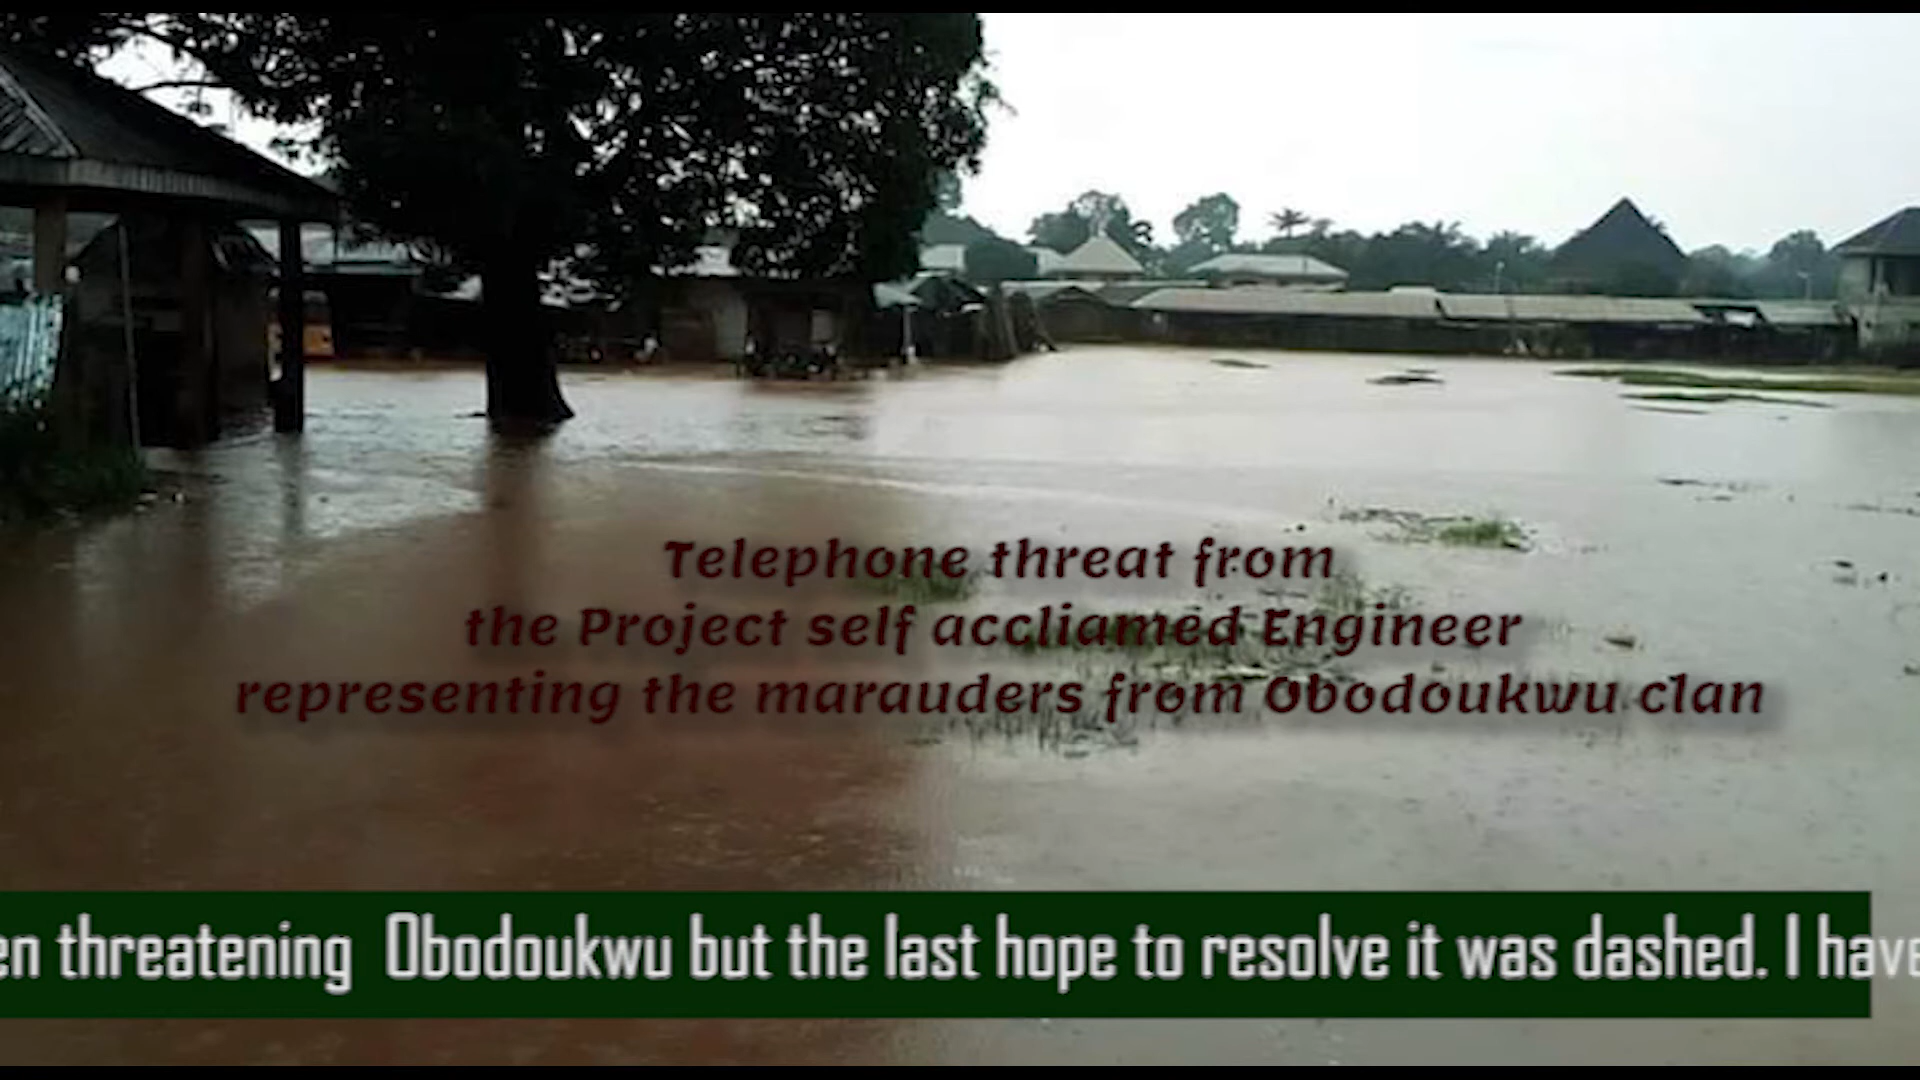 Telephone threat from
the Project self accliamed Engineer
representing the marauders from Obodoukwu clan
en threatening Obodoukwu but the last hope to resolve it was dashed. I have